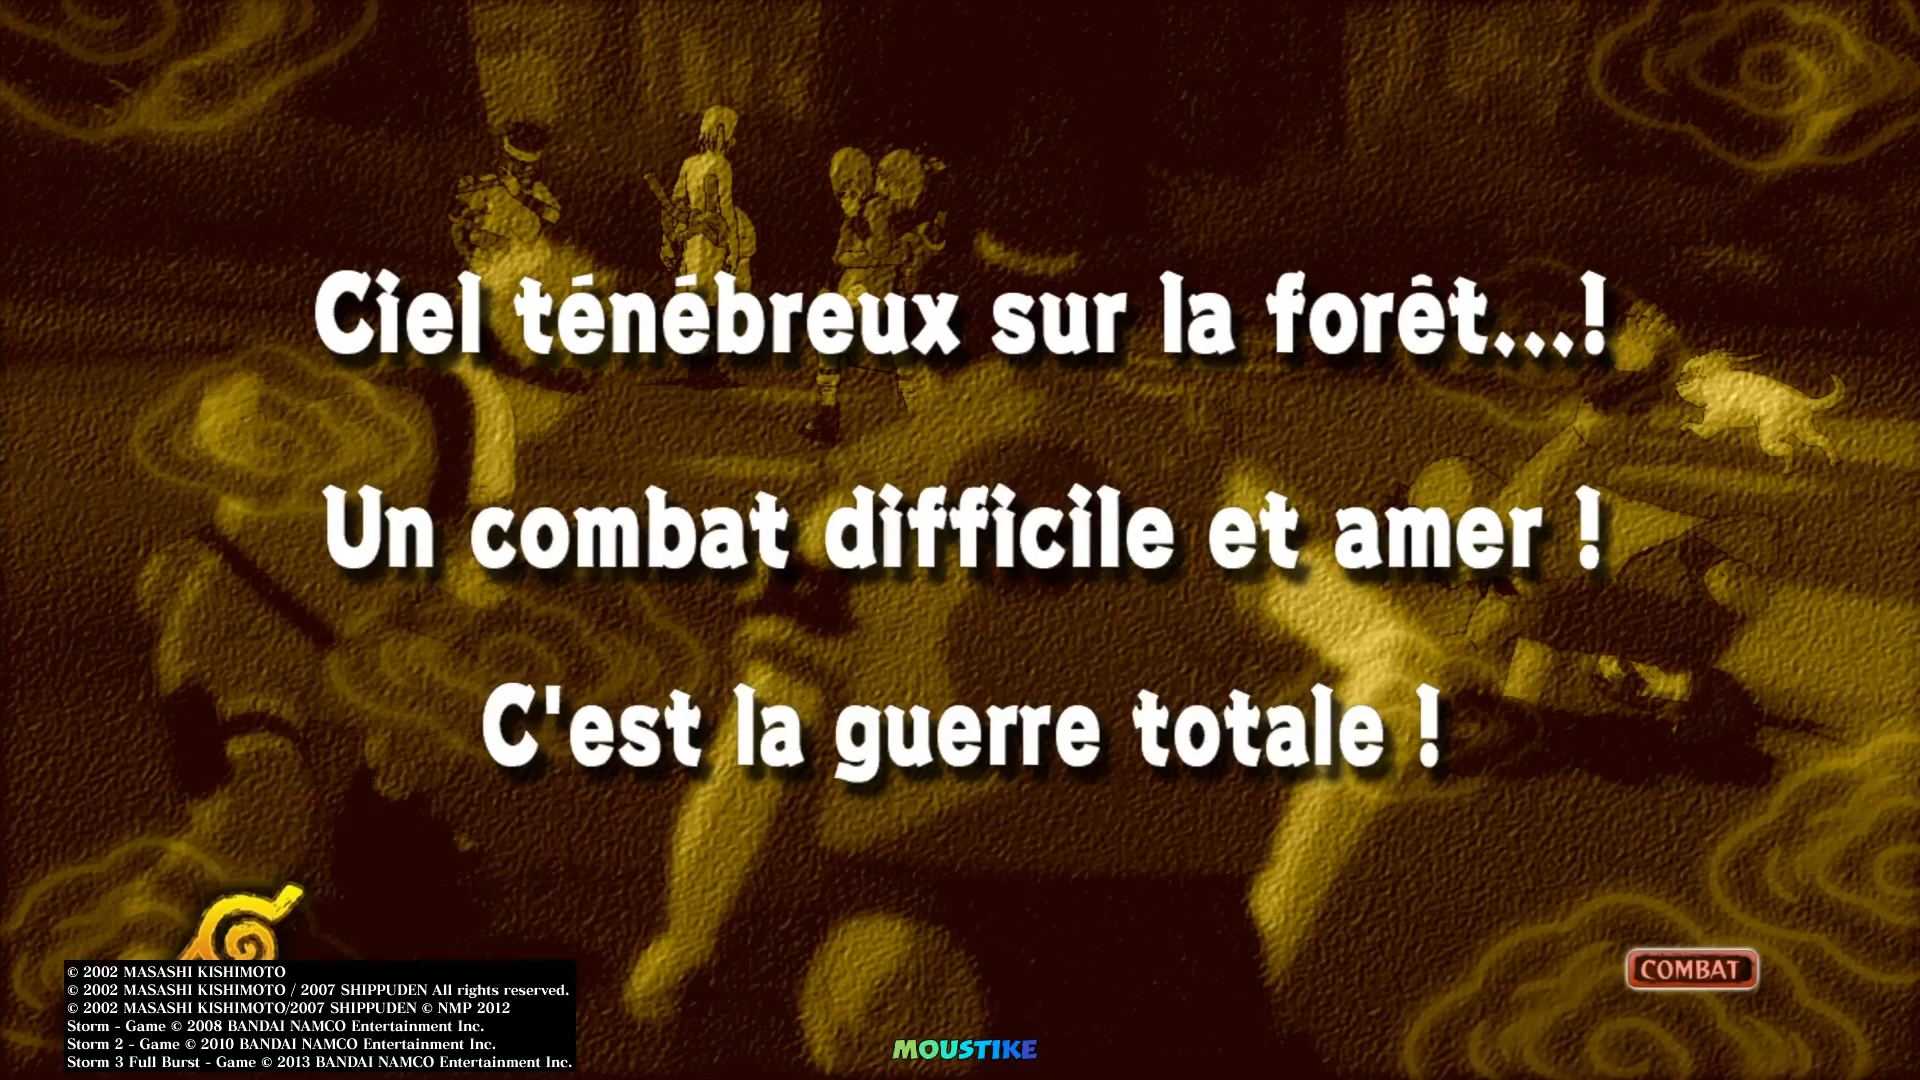 Ciel ténébreux sur la forêt...!
Un combat difficile et amer !
C'est la guerre totale !
COMBAT
© 2002 MASASHI KISHIMOTO
© 2002 MASASHI KISHIMOTO / 2007 SHIPPUDEN All rights reserved.
© 2002 MASASHI KISHIMOTO/2007 SHIPPUDEN © NMP 2012
Storm - Game © 2008 BANDAI NAMCO Entertainment Inc.
Storm 2 - Game © 2010 BANDAI NAMCO Entertainment Inc.
Storm 3 Full Burst - Game © 2013 BANDAI NAMCO Entertainment Inc.
MOUSTIKE